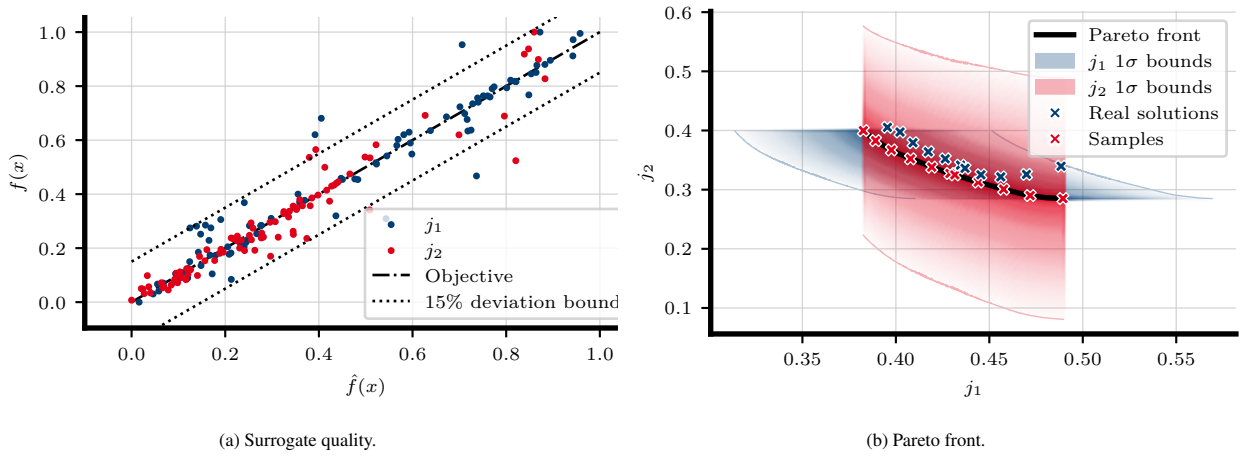 1.0
0.8
0.6
0.4
0.2
0.0
f(x)
0.0 0.2 0.4 0.6 0.8 1.0
f̂(x)
j₁
j₂
Objective
15% deviation bound
(a) Surrogate quality.
0.6
0.5
0.4
0.3
0.2
0.1
j₂
0.35 0.40 0.45 0.50 0.55
j₁
Pareto front
j₁ 1σ bounds
j₂ 1σ bounds
Real solutions
Samples
(b) Pareto front.